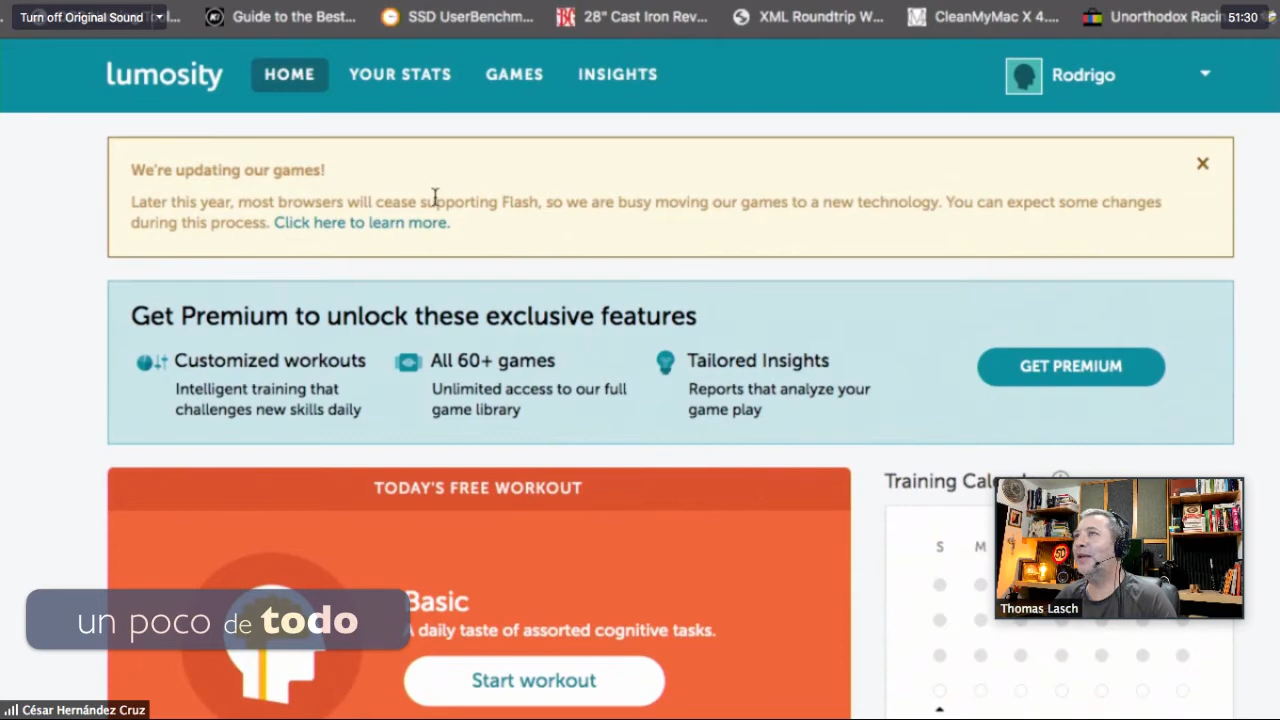 Turn off Original Sound
l...
Guide to the Best...
SSD UserBenchm...
28" Cast Iron Rev...
XML Roundtrip W...
CleanMyMac X 4....
Unorthodox Raci
51:30
lumosity
HOME
YOUR STATS
GAMES
INSIGHTS
Rodrigo
We're updating our games!
Later this year, most browsers will cease supporting Flash, so we are busy moving our games to a new technology. You can expect some changes
during this process. Click here to learn more.
Get Premium to unlock these exclusive features
Customized workouts
Intelligent training that
challenges new skills daily
All 60+ games
Unlimited access to our full
game library
Tailored Insights
Reports that analyze your
game play
GET PREMIUM
TODAY'S FREE WORKOUT
Basic
A daily taste of assorted cognitive tasks.
Start workout
Training Cal
S M
50
Thomas Lasch
un poco de todo
César Hernández Cruz